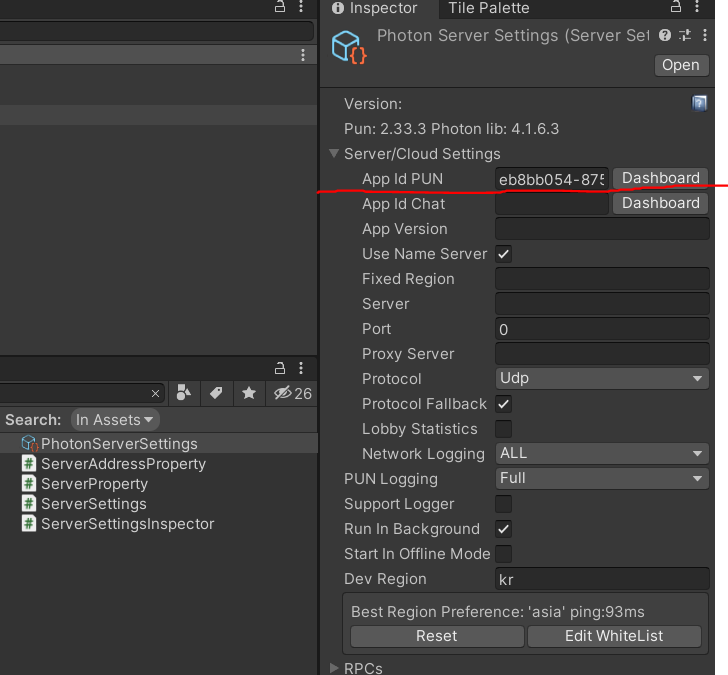 Inspector
Tile Palette
Photon Server Settings (Server Set
Open
Version:
Pun: 2.33.3 Photon lib: 4.1.6.3
Server/Cloud Settings
App Id PUN eb8bb054-875 Dashboard
App Id Chat Dashboard
App Version
Use Name Server
Fixed Region
Server
Port 0
Proxy Server
Protocol Udp
Protocol Fallback
Lobby Statistics
Network Logging ALL
PUN Logging Full
Support Logger
Run In Background
Start In Offline Mode
Dev Region kr
Best Region Preference: 'asia' ping:93ms
Reset Edit WhiteList
RPCs
26
Search: In Assets
PhotonServerSettings
ServerAddressProperty
ServerProperty
ServerSettings
ServerSettingsInspector